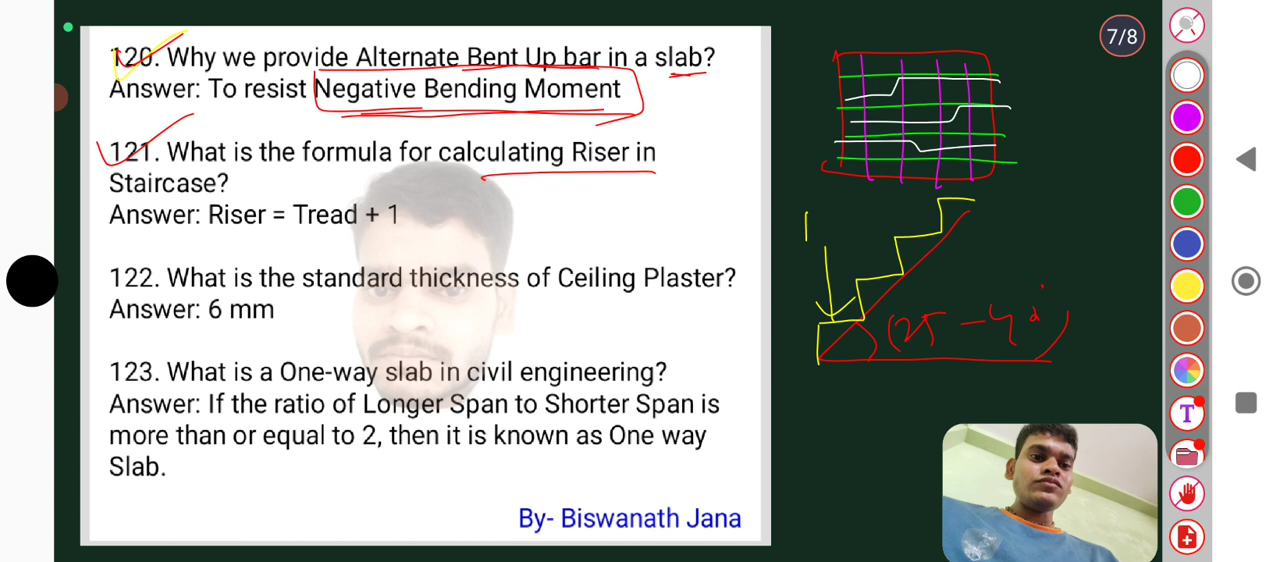 7/8
120. Why we provide Alternate Bent Up bar in a slab?
Answer: To resist Negative Bending Moment
121. What is the formula for calculating Riser in
Staircase?
Answer: Riser = Tread + 1
122. What is the standard thickness of Ceiling Plaster?
Answer: 6 mm
123. What is a One-way slab in civil engineering?
Answer: If the ratio of Longer Span to Shorter Span is
more than or equal to 2, then it is known as One way
Slab.
By- Biswanath Jana
T